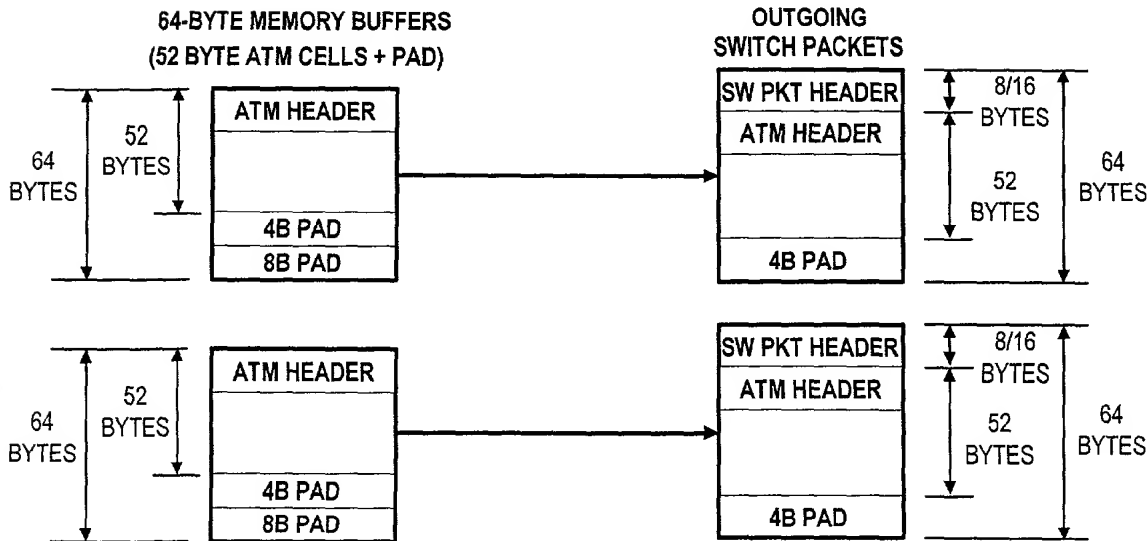 64-BYTE MEMORY BUFFERS
(52 BYTE ATM CELLS + PAD)
OUTGOING
SWITCH PACKETS
64
BYTES
52
BYTES
ATM HEADER
4B PAD
8B PAD
SW PKT HEADER
ATM HEADER
4B PAD
8/16
BYTES
52
BYTES
64
BYTES
64
BYTES
52
BYTES
ATM HEADER
4B PAD
8B PAD
SW PKT HEADER
ATM HEADER
4B PAD
8/16
BYTES
52
BYTES
64
BYTES